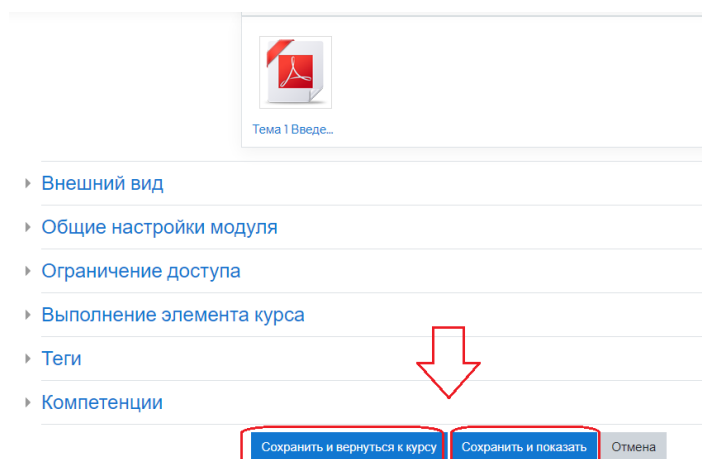 Тема 1 Введе...
Внешний вид
Общие настройки модуля
Ограничение доступа
Выполнение элемента курса
Теги
Компетенции
Сохранить и вернуться к курсу Сохранить и показать Отмена